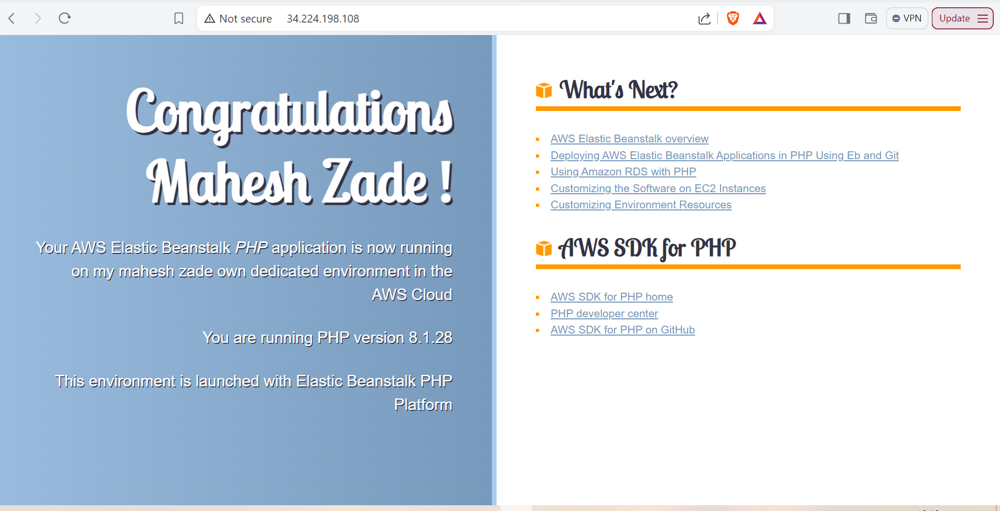 Not secure 34.224.198.108
VPN
Update
Congratulations
Mahesh Zade !
Your AWS Elastic Beanstalk PHP application is now running
on my mahesh zade own dedicated environment in the
AWS Cloud
You are running PHP version 8.1.28
This environment is launched with Elastic Beanstalk PHP
Platform
What's Next?
AWS Elastic Beanstalk overview
Deploying AWS Elastic Beanstalk Applications in PHP Using Eb and Git
Using Amazon RDS with PHP
Customizing the Software on EC2 Instances
Customizing Environment Resources
AWS SDK for PHP
AWS SDK for PHP home
PHP developer center
AWS SDK for PHP on GitHub